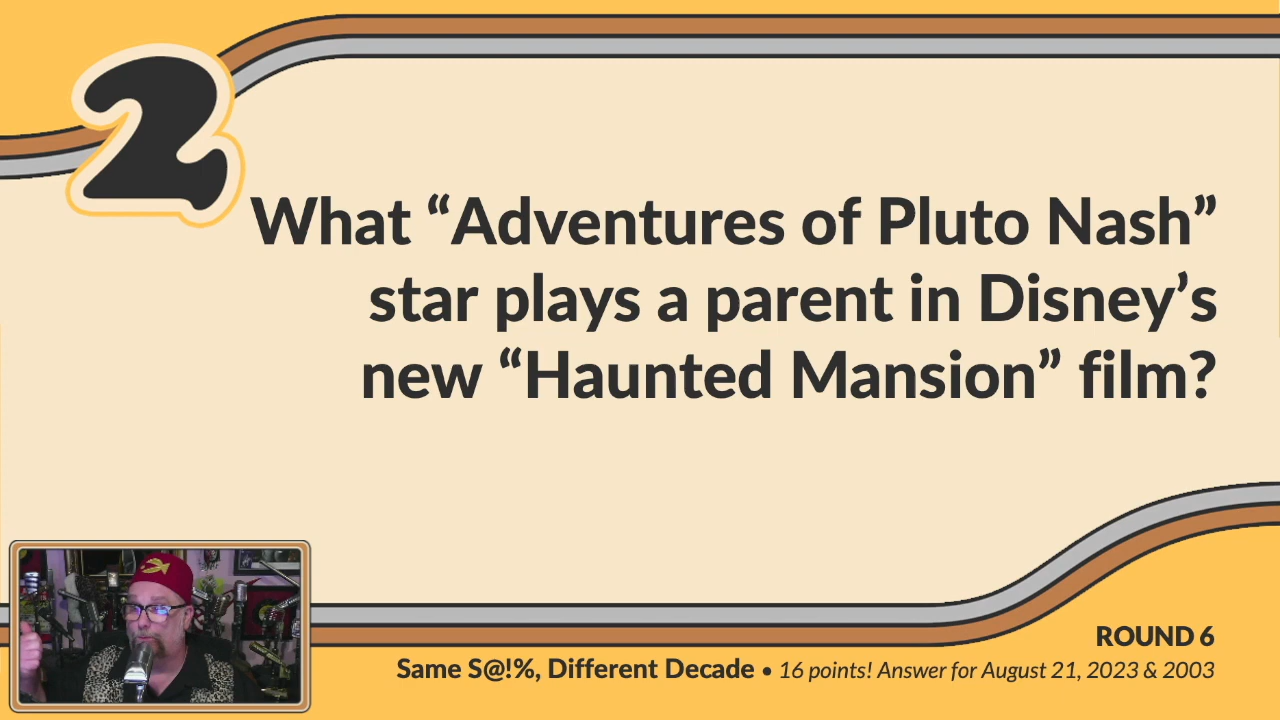 2
What “Adventures of Pluto Nash”
star plays a parent in Disney’s
new “Haunted Mansion” film?
ROUND 6
Same S@!%, Different Decade • 16 points! Answer for August 21, 2023 & 2003